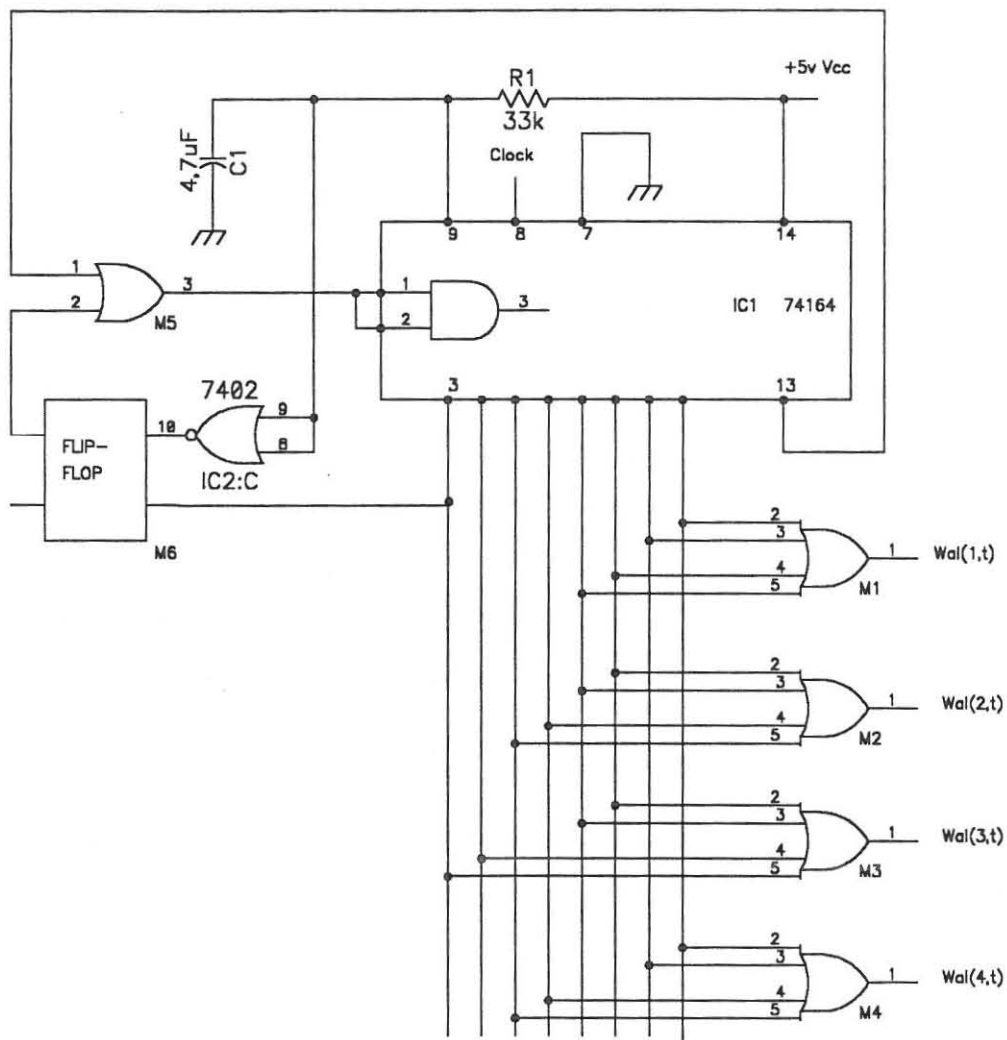 +5v Vcc
R1
33k
4,7uF
C1
Clock
9
8
7
14
1
2
3
M5
1
2
3
IC1 74164
3
13
7402
9
8
10
IC2:C
FLIP-
FLOP
M6
2
3
4
5
1
M1
Wal(1,t)
2
3
4
5
1
M2
Wal(2,t)
2
3
4
5
1
M3
Wal(3,t)
2
3
4
5
1
M4
Wal(4,t)